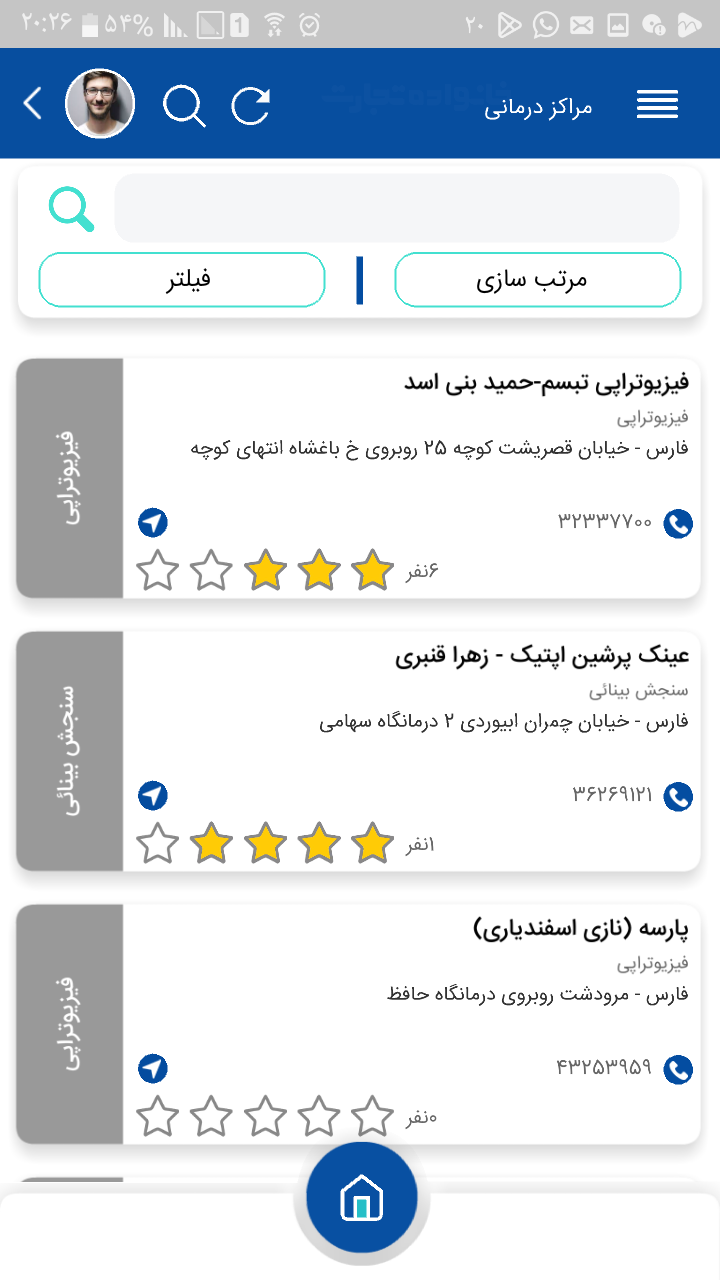 ۲۰:۲۶ ۵۴% 1 ۲۰
مراکز درمانی
مرتب سازی
فیلتر
فیزیوتراپی تبسم-حمید بنی اسد
فیزیوتراپی
فارس - خیابان قصریشت کوچه ۲۵ روبروی خ باغشاه انتهای کوچه
۳۲۳۳۷۷۰۰
۶نفر
فیزیوتراپی
عینک پرشین اپتیک - زهرا قنبری
سنجش بینائی
فارس - خیابان چمران ابیوردی ۲ درمانگاه سهامی
۳۶۲۶۹۱۲۱
۱نفر
سنجش بینائی
پارسه (نازی اسفندیاری)
فیزیوتراپی
فارس - مرودشت روبروی درمانگاه حافظ
۴۳۲۵۳۹۵۹
۰نفر
فیزیوتراپی